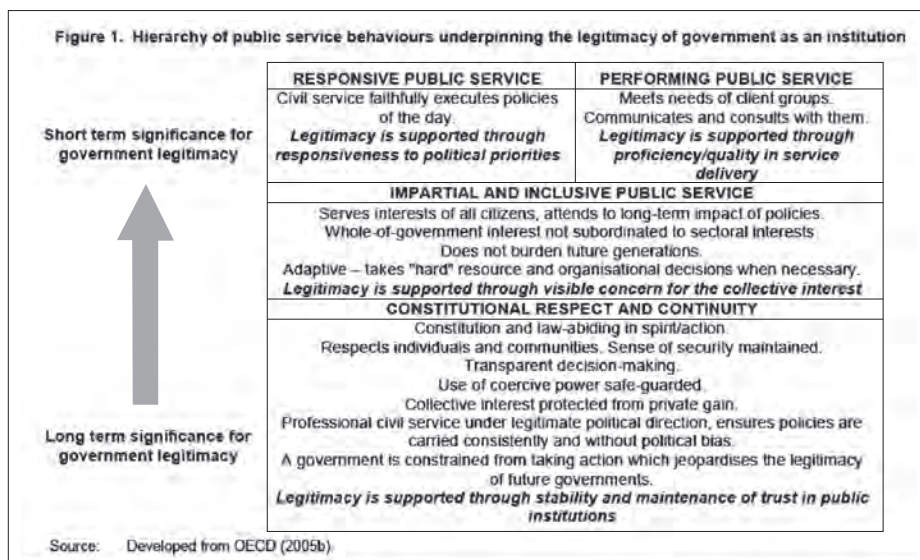 Figure 1. Hierarchy of public service behaviours underpinning the legitimacy of government as an institution
Short term significance for
government legitimacy
Long term significance for
government legitimacy
RESPONSIVE PUBLIC SERVICE
Civil service faithfully executes policies
of the day.
Legitimacy is supported through
responsiveness to political priorities
PERFORMING PUBLIC SERVICE
Meets needs of client groups.
Communicates and consults with them.
Legitimacy is supported through
proficiency/quality in service
delivery
IMPARTIAL AND INCLUSIVE PUBLIC SERVICE
Serves interests of all citizens, attends to long-term impact of policies.
Whole-of-government interest not subordinated to sectoral interests
Does not burden future generations.
Adaptive – takes "hard" resource and organisational decisions when necessary.
Legitimacy is supported through visible concern for the collective interest
CONSTITUTIONAL RESPECT AND CONTINUITY
Constitution and law-abiding in spirit/action.
Respects individuals and communities. Sense of security maintained.
Transparent decision-making.
Use of coercive power safe-guarded.
Collective interest protected from private gain.
Professional civil service under legitimate political direction, ensures policies are
carried consistently and without political bias.
A government is constrained from taking action which jeopardises the legitimacy
of future governments.
Legitimacy is supported through stability and maintenance of trust in public
institutions
Source: Developed from OECD (2005b)